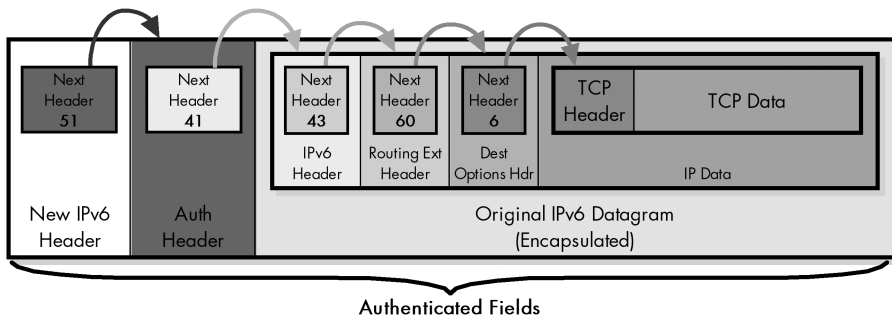 Next
Header
51
Next
Header
41
Next
Header
43
Next
Header
60
Next
Header
6
TCP
Header
TCP Data
IPv6
Header
Routing Ext
Header
Dest
Options Hdr
IP Data
New IPv6
Header
Auth
Header
Original IPv6 Datagram
(Encapsulated)
Authenticated Fields